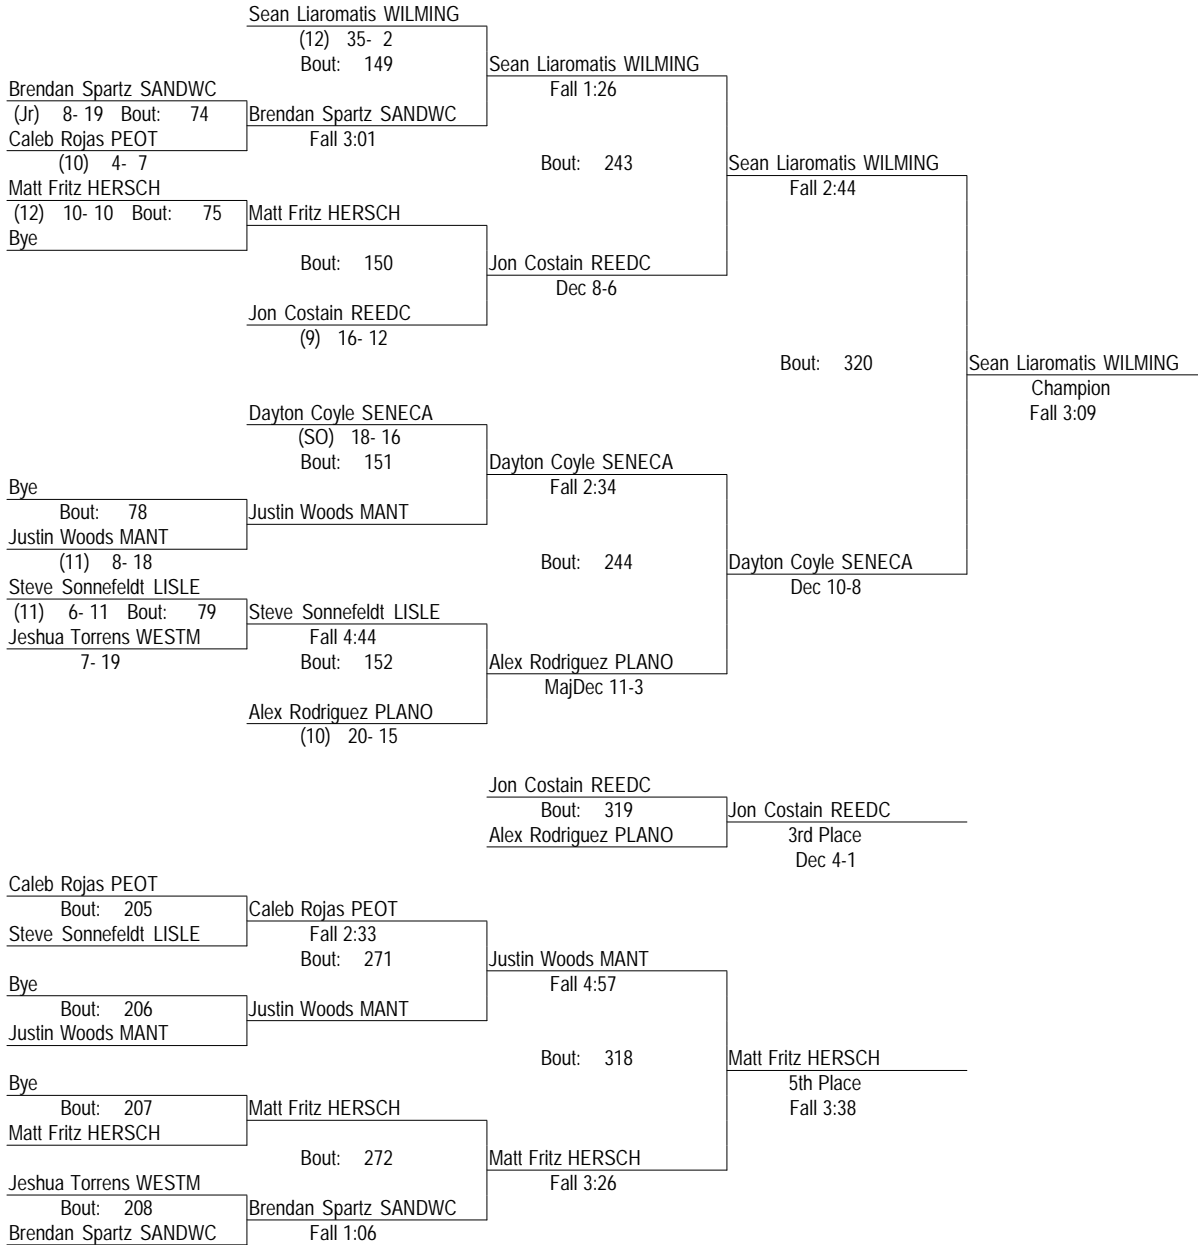 Sean Liaromatis WILMING
(12) 35- 2
Bout: 149
Sean Liaromatis WILMING
Fall 1:26
Brendan Spartz SANDWC
(Jr) 8- 19 Bout: 74
Brendan Spartz SANDWC
Caleb Rojas PEOT
Fall 3:01
(10) 4- 7
Bout: 243
Sean Liaromatis WILMING
Matt Fritz HERSCH
Fall 2:44
(12) 10- 10 Bout: 75
Matt Fritz HERSCH
Bye
Bout: 150
Jon Costain REEDC
Dec 8-6
Jon Costain REEDC
(9) 16- 12
Bout: 320
Sean Liaromatis WILMING
Champion
Fall 3:09
Dayton Coyle SENECA
(SO) 18- 16
Bout: 151
Dayton Coyle SENECA
Fall 2:34
Bye
Bout: 78
Justin Woods MANT
Justin Woods MANT
(11) 8- 18
Bout: 244
Dayton Coyle SENECA
Dec 10-8
Steve Sonnefeldt LISLE
(11) 6- 11 Bout: 79
Steve Sonnefeldt LISLE
Jeshua Torrens WESTM
Fall 4:44
7- 19
Bout: 152
Alex Rodriguez PLANO
MajDec 11-3
Alex Rodriguez PLANO
(10) 20- 15
Jon Costain REEDC
Bout: 319
Jon Costain REEDC
Alex Rodriguez PLANO
3rd Place
Dec 4-1
Caleb Rojas PEOT
Bout: 205
Caleb Rojas PEOT
Steve Sonnefeldt LISLE
Fall 2:33
Bout: 271
Justin Woods MANT
Fall 4:57
Bye
Bout: 206
Justin Woods MANT
Justin Woods MANT
Bout: 318
Matt Fritz HERSCH
5th Place
Fall 3:38
Bye
Bout: 207
Matt Fritz HERSCH
Matt Fritz HERSCH
Bout: 272
Matt Fritz HERSCH
Fall 3:26
Jeshua Torrens WESTM
Bout: 208
Brendan Spartz SANDWC
Brendan Spartz SANDWC
Fall 1:06